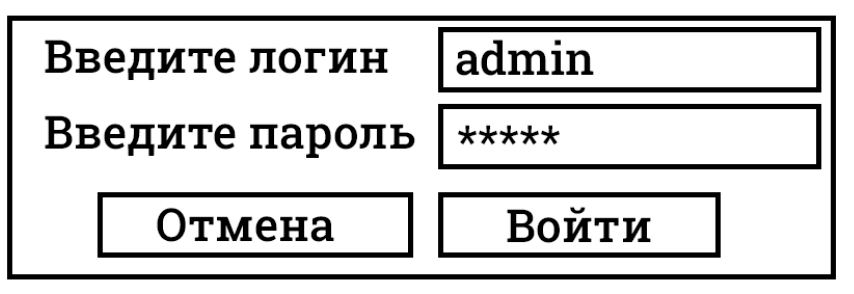 Введите логин admin
Введите пароль *****
Отмена Войти